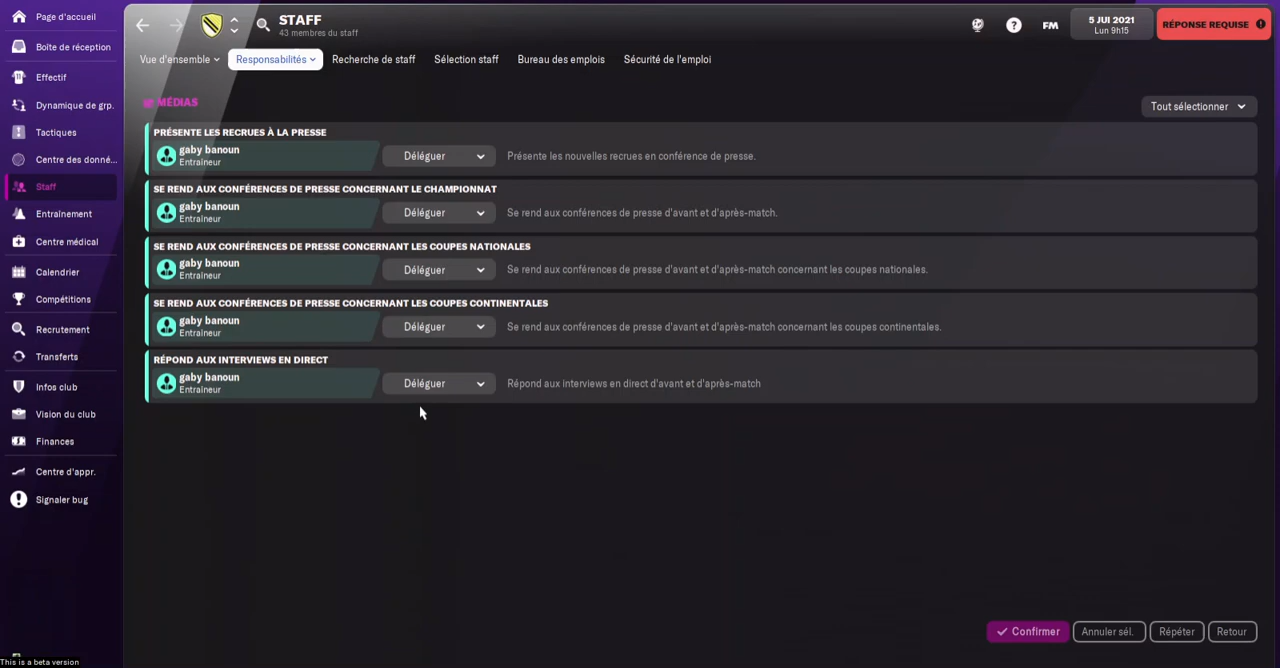 Page d'accueil
Boîte de réception
Effectif
Dynamique de grp.
Tactiques
Centre des donné...
Staff
Entraînement
Centre médical
Calendrier
Compétitions
Recrutement
Transferts
Infos club
Vision du club
Finances
Centre d'appr.
Signaler bug
This is a beta version
STAFF
43 membres du staff
FM
5 JUI 2021
Lun 9h15
RÉPONSE REQUISE
Vue d'ensemble
Responsabilités
Recherche de staff
Sélection staff
Bureau des emplois
Sécurité de l'emploi
MÉDIAS
Tout sélectionner
PRÉSENTE LES RECRUES À LA PRESSE
gaby banoun
Entraîneur
Déléguer
Présente les nouvelles recrues en conférence de presse.
SE REND AUX CONFÉRENCES DE PRESSE CONCERNANT LE CHAMPIONNAT
gaby banoun
Entraîneur
Déléguer
Se rend aux conférences de presse d'avant et d'après-match.
SE REND AUX CONFÉRENCES DE PRESSE CONCERNANT LES COUPES NATIONALES
gaby banoun
Entraîneur
Déléguer
Se rend aux conférences de presse d'avant et d'après-match concernant les coupes nationales.
SE REND AUX CONFÉRENCES DE PRESSE CONCERNANT LES COUPES CONTINENTALES
gaby banoun
Entraîneur
Déléguer
Se rend aux conférences de presse d'avant et d'après-match concernant les coupes continentales.
RÉPOND AUX INTERVIEWS EN DIRECT
gaby banoun
Entraîneur
Déléguer
Répond aux interviews en direct d'avant et d'après-match
Confirmer
Annuler sél.
Répéter
Retour